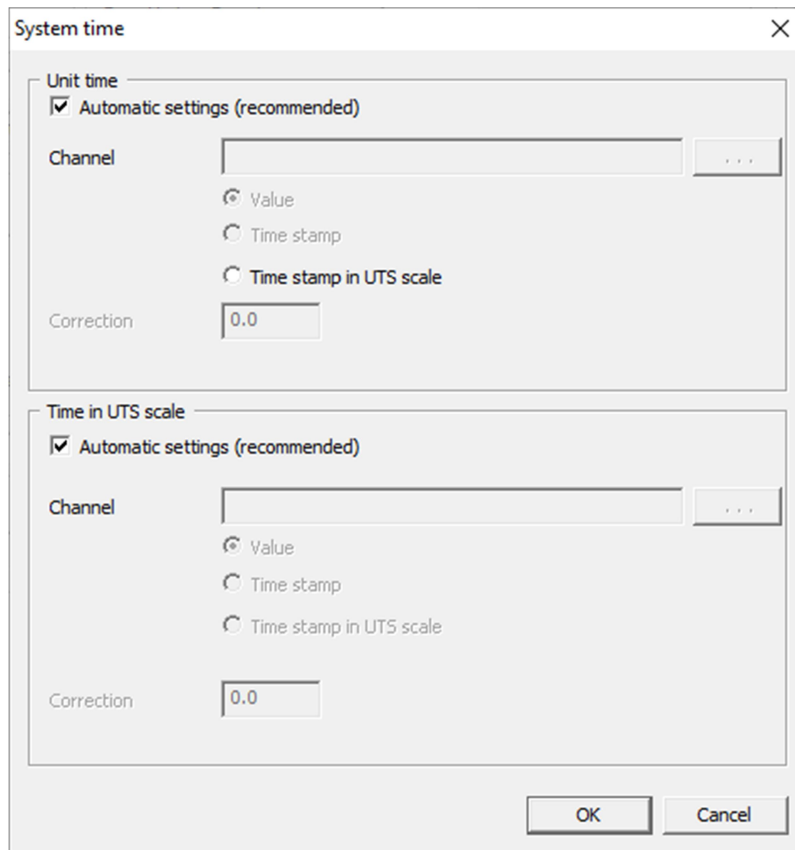 System time
Unit time
Automatic settings (recommended)
Channel
. . .
Value
Time stamp
Time stamp in UTS scale
Correction 0.0
Time in UTS scale
Automatic settings (recommended)
Channel
. . .
Value
Time stamp
Time stamp in UTS scale
Correction 0.0
OK Cancel